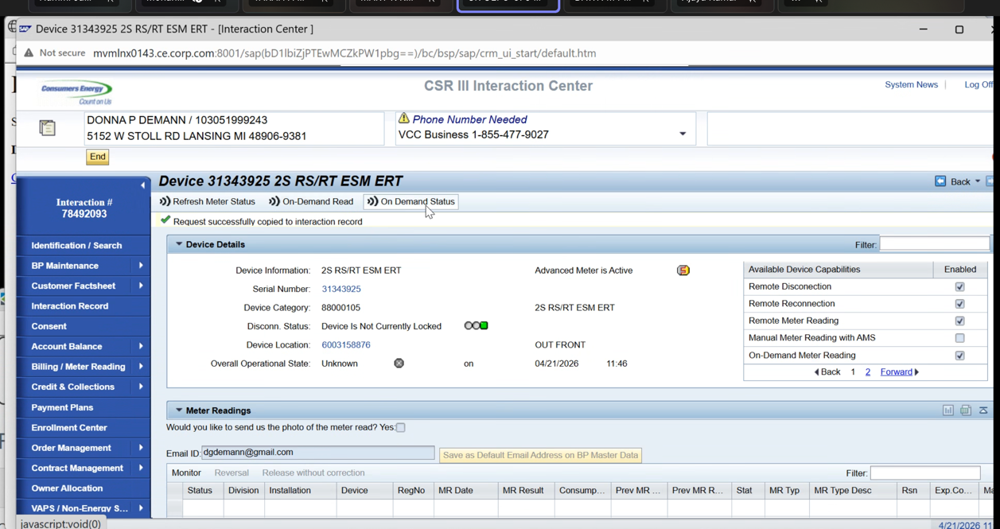 Device 31343925 2S RS/RT ESM ERT - [Interaction Center ]
Not secure mvmlnx0143.ce.corp.com:8001/sap(bD1lbiZjPTEwMCZkPW1pbg==)/bc/bsp/sap/crm_ui_start/default.htm
Consumers Energy
Count on Us
CSR III Interaction Center
System News
Log Off
DONNA P DEMANN / 103051999243
5152 W STOLL RD LANSING MI 48906-9381
Phone Number Needed
VCC Business 1-855-477-9027
End
Device 31343925 2S RS/RT ESM ERT
Back
Interaction #
78492093
Refresh Meter Status On-Demand Read On Demand Status
Request successfully copied to interaction record
Identification / Search
BP Maintenance
Customer Factsheet
Interaction Record
Consent
Account Balance
Billing / Meter Reading
Credit & Collections
Payment Plans
Enrollment Center
Order Management
Contract Management
Owner Allocation
VAPS / Non-Energy S...
javascript:void(0)
Device Details
Filter:
Device Information: 2S RS/RT ESM ERT Advanced Meter is Active
Serial Number: 31343925
Device Category: 88000105 2S RS/RT ESM ERT
Disconn. Status: Device Is Not Currently Locked
Device Location: 6003158876 OUT FRONT
Overall Operational State: Unknown on 04/21/2026 11:46
Available Device Capabilities Enabled
Remote Disconection
Remote Reconnection
Remote Meter Reading
Manual Meter Reading with AMS
On-Demand Meter Reading
Back 1 2 Forward
Meter Readings
Would you like to send us the photo of the meter read? Yes:
Email ID: dgdemann@gmail.com Save as Default Email Address on BP Master Data
Monitor Reversal Release without correction Filter:
Status Division Installation Device RegNo MR Date MR Result Consump... Prev MR ... Prev MR R... Stat MR Typ MR Type Desc Rsn Exp.Co...
4/21/2026 11